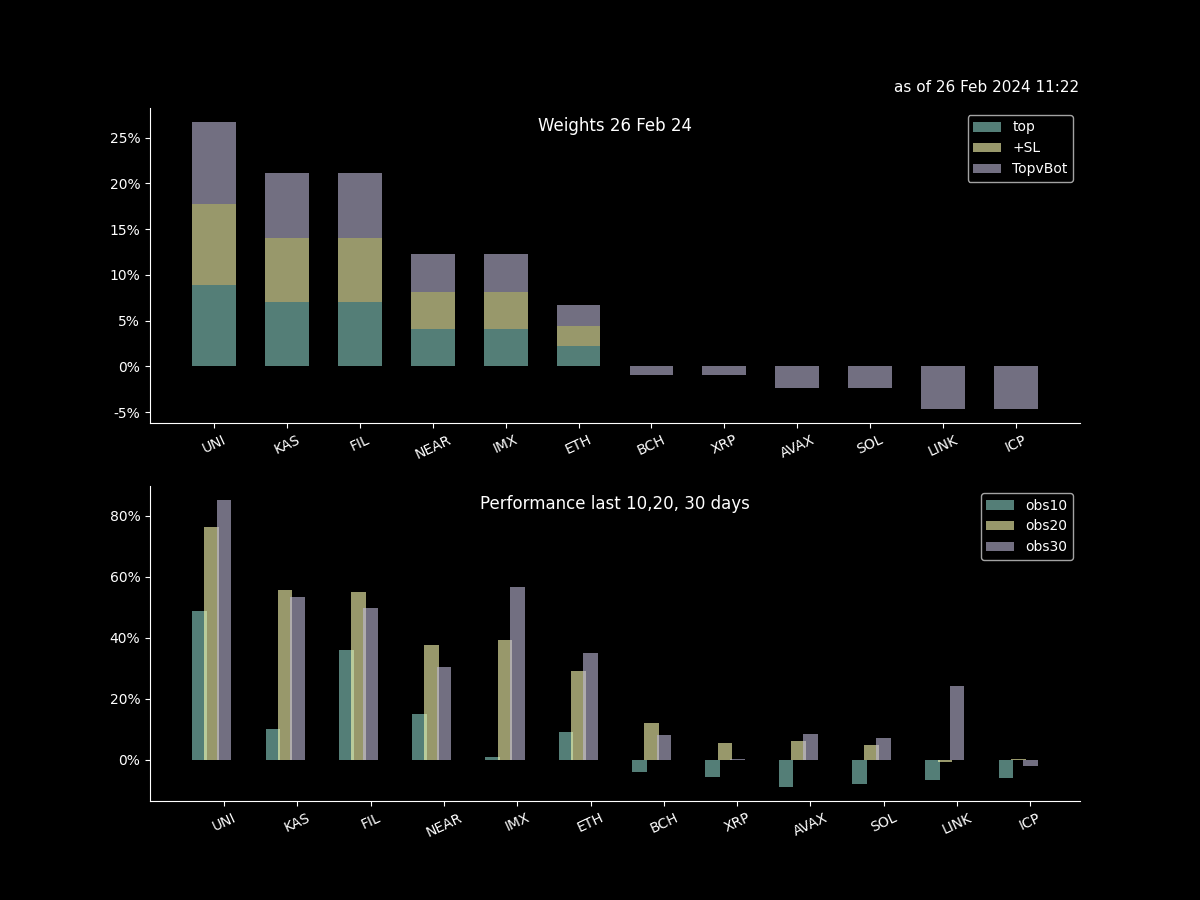 as of 26 Feb 2024 11:22
Weights 26 Feb 24
top
+SL
TopvBot
25%
20%
15%
10%
5%
0%
-5%
UNI KAS FIL NEAR IMX ETH BCH XRP AVAX SOL LINK ICP
Performance last 10,20, 30 days
obs10
obs20
obs30
80%
60%
40%
20%
0%
UNI KAS FIL NEAR IMX ETH BCH XRP AVAX SOL LINK ICP